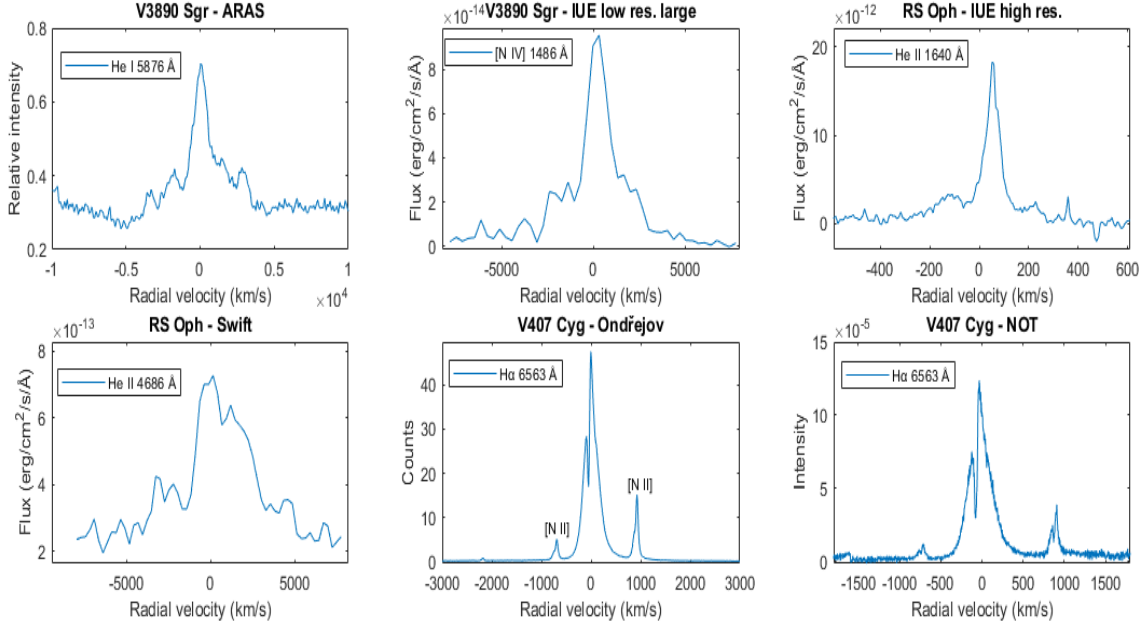 V3890 Sgr - ARAS
0.8
0.6
0.4
0.2
Relative intensity
He I 5876 Å
-1
-0.5
0
0.5
1
×10^4
Radial velocity (km/s)
×10^-14
V3890 Sgr - IUE low res. large
8
6
4
2
0
Flux (erg/cm^2/s/Å)
[N IV] 1486 Å
-5000
0
5000
Radial velocity (km/s)
×10^-12
RS Oph - IUE high res.
20
10
0
Flux (erg/cm^2/s/Å)
He II 1640 Å
-400
-200
0
200
400
600
Radial velocity (km/s)
×10^-13
RS Oph - Swift
8
6
4
2
Flux (erg/cm^2/s/Å)
He II 4686 Å
-5000
0
5000
Radial velocity (km/s)
V407 Cyg - Ondřejov
40
30
20
10
0
Counts
Hα 6563 Å
[N II]
[N II]
-3000
-2000
-1000
0
1000
2000
3000
Radial velocity (km/s)
×10^-5
V407 Cyg - NOT
15
10
5
0
Intensity
Hα 6563 Å
-1500
-1000
-500
0
500
1000
1500
Radial velocity (km/s)